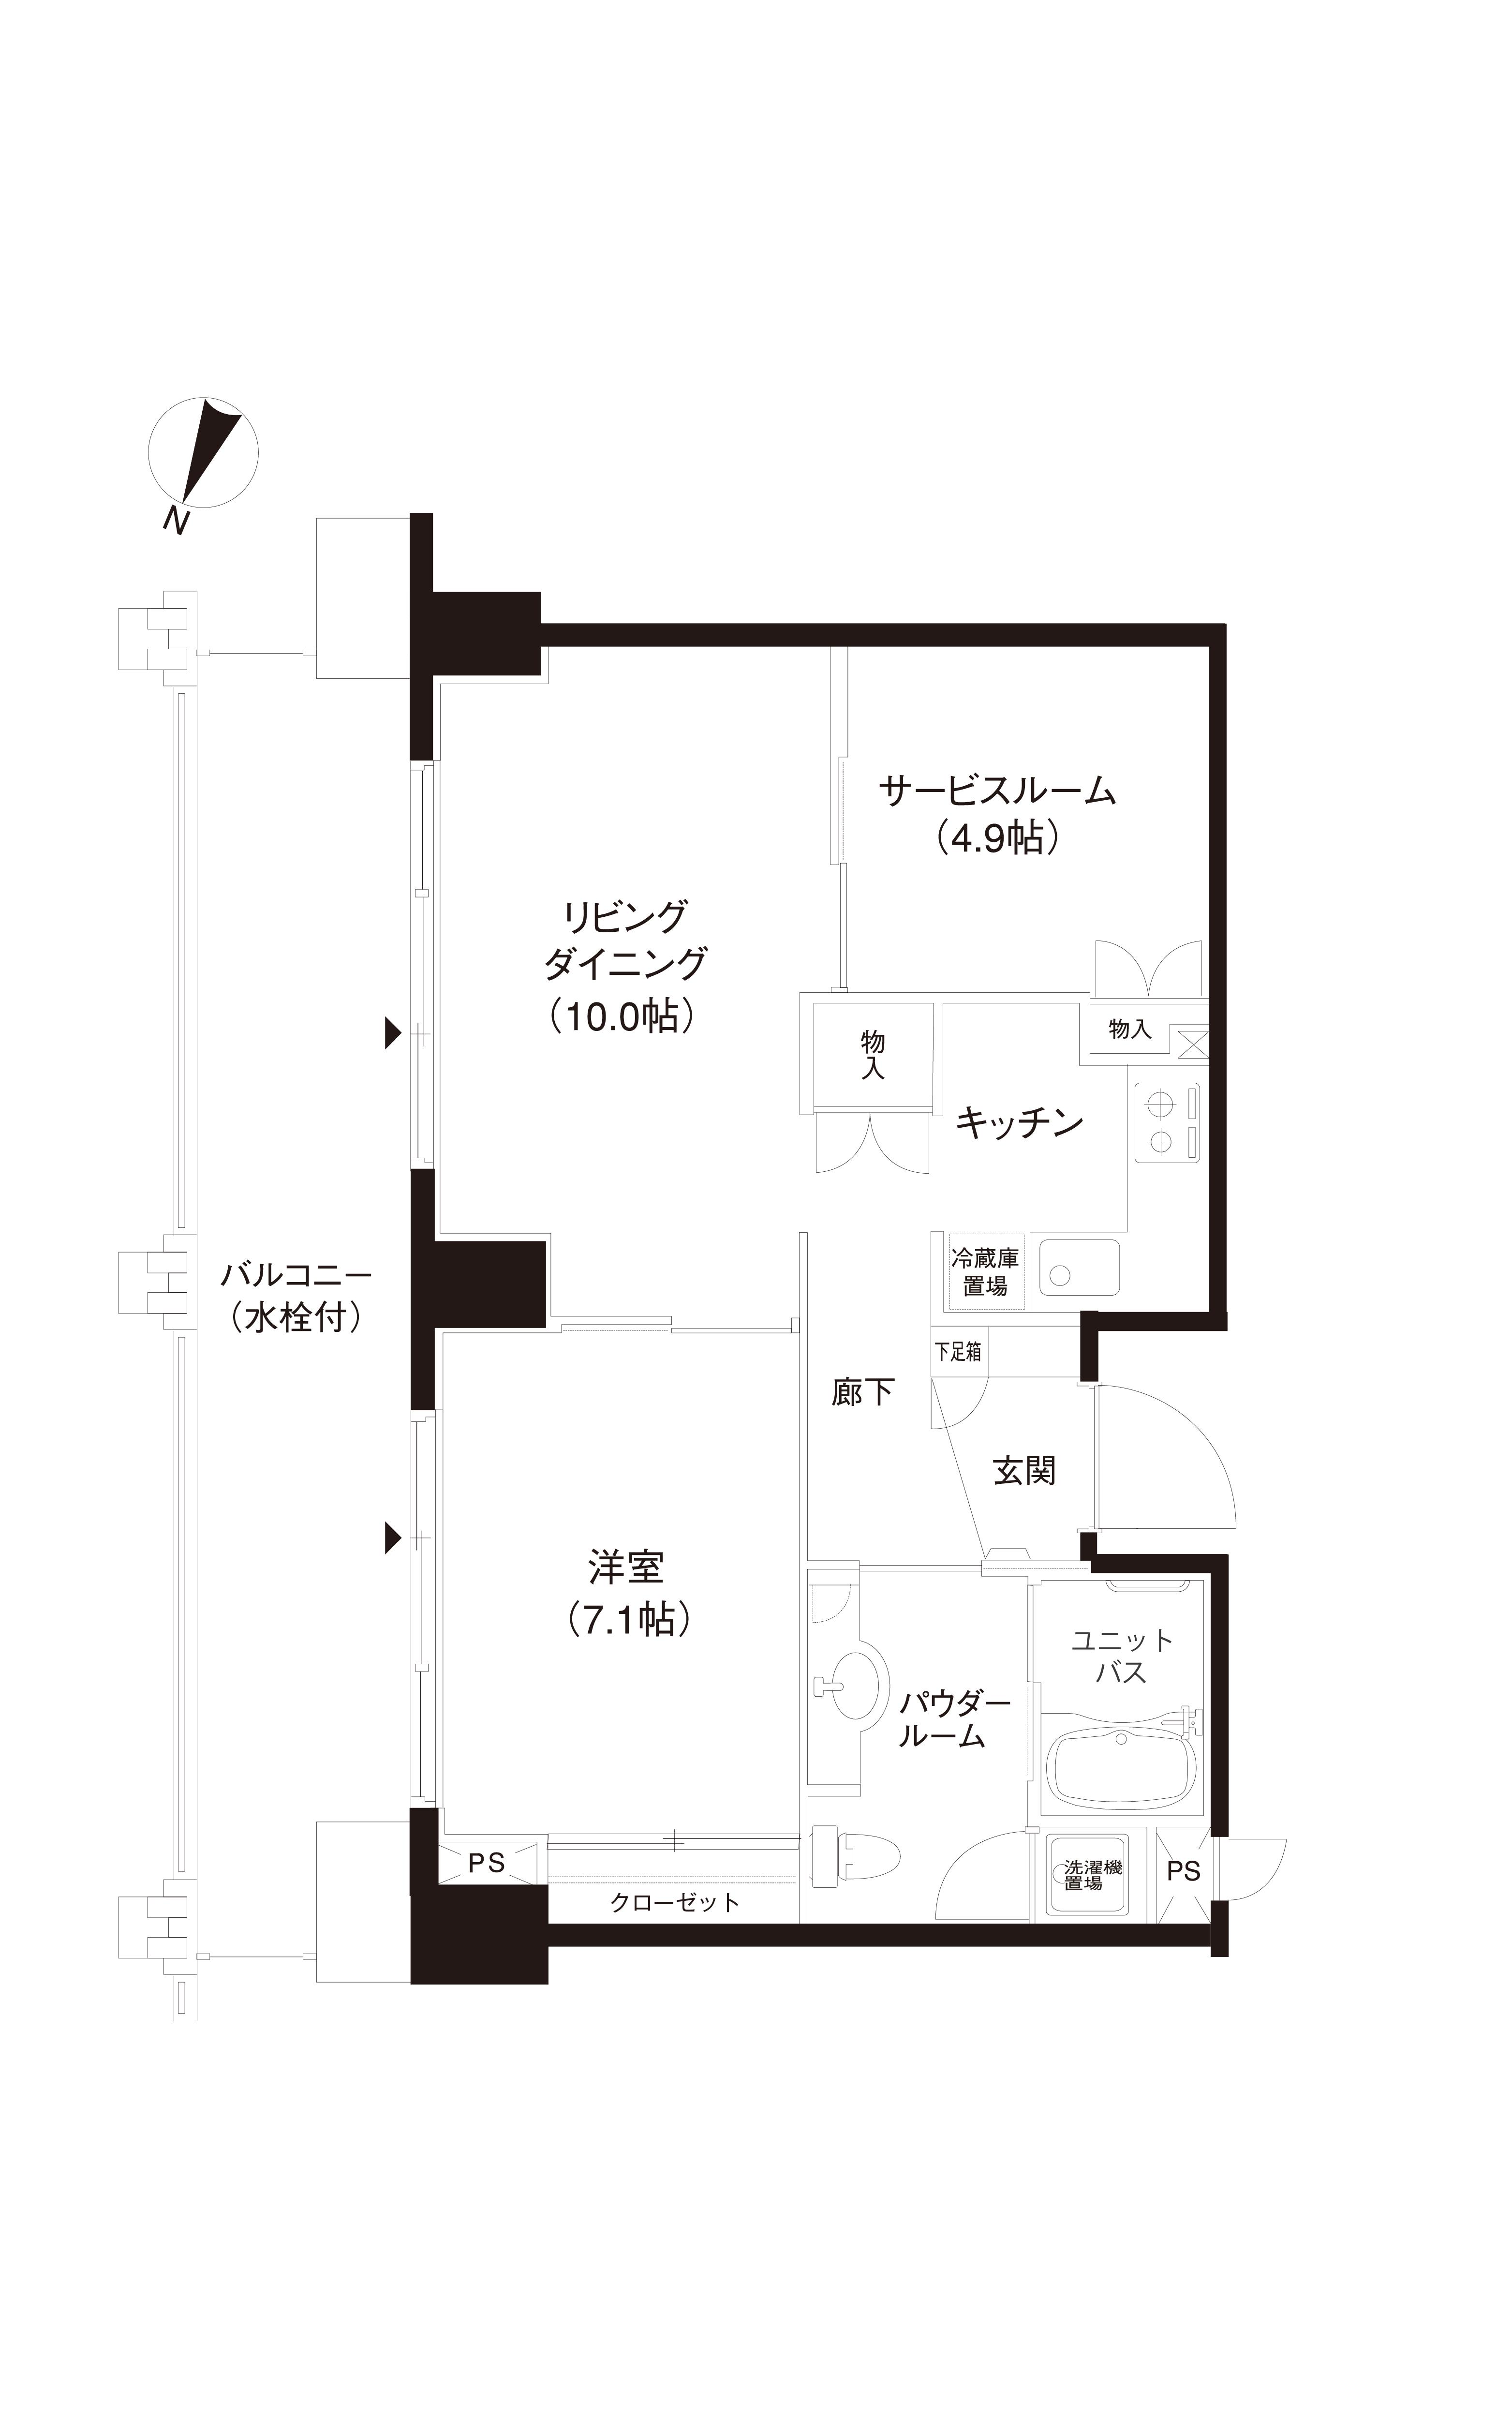 N
サービスルーム
（4.9帖）
リビング
ダイニング
（10.0帖）
物入
物
入
キッチン
冷蔵庫
置場
バルコニー
（水栓付）
下足箱
廊下
玄関
洋室
（7.1帖）
ユニット
バス
パウダー
ルーム
PS
洗濯機
置場
PS
クローゼット